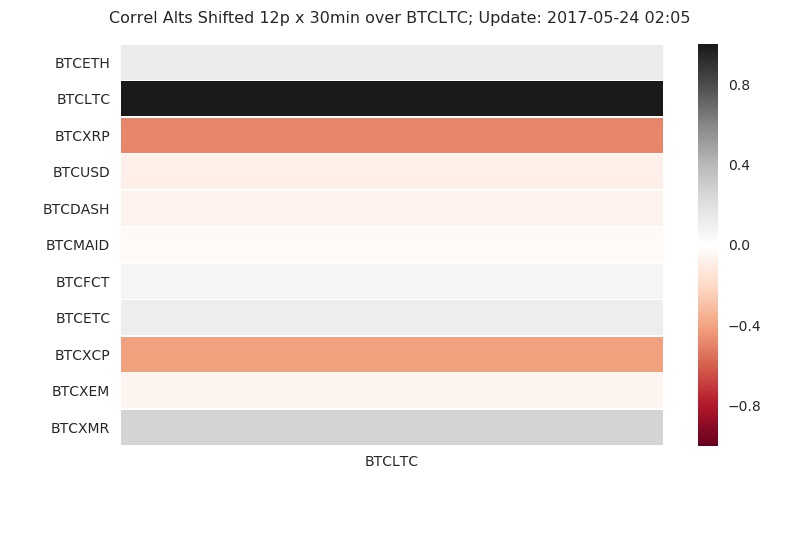 Correl Alts Shifted 12p x 30min over BTCLTC; Update: 2017-05-24 02:05
BTCETH
BTCLTC
BTCXRP
BTCUSD
BTCDASH
BTCMAID
BTCFCT
BTCETC
BTCXCP
BTCXEM
BTCXMR
BTCLTC
0.8
0.4
0.0
−0.4
−0.8